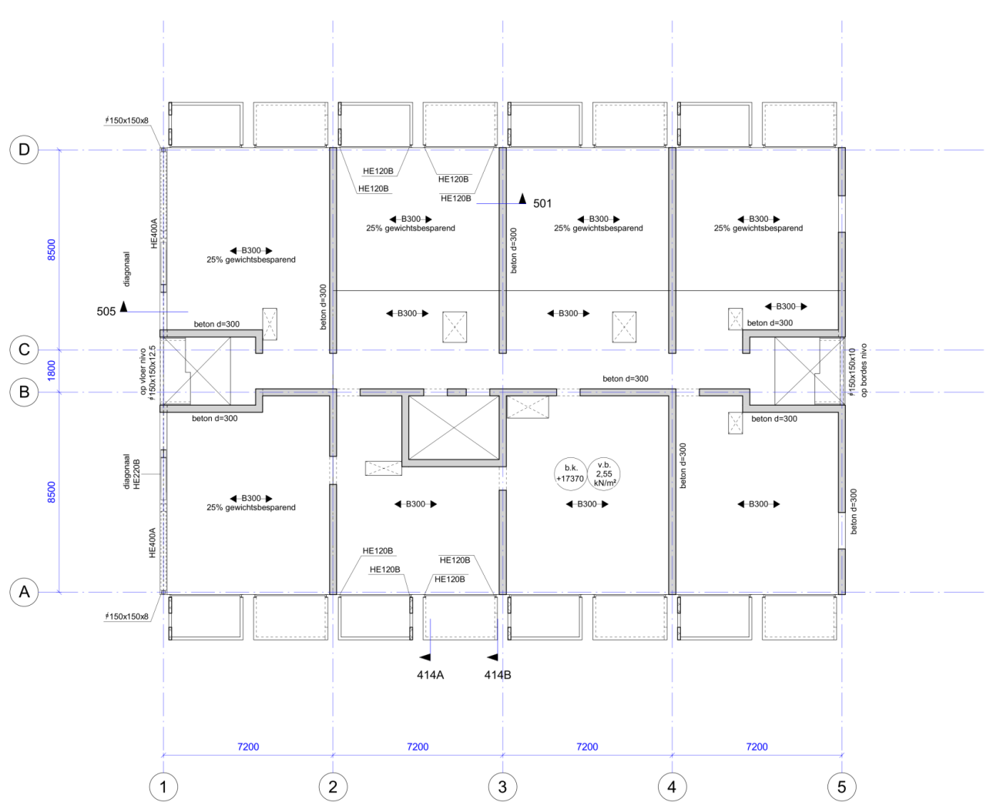 ⌐150x150x8
D
HE120B
HE120B
HE120B
HE120B
501
B300
25% gewichtsbesparend
B300
25% gewichtsbesparend
B300
25% gewichtsbesparend
HE400A
8500
diagonaal
B300
25% gewichtsbesparend
beton d=300
beton d=300
505
B300
B300
B300
beton d=300
beton d=300
C
op vloer nivo
⌐150x150x12.5
1800
⌐150x150x10
op bordes nivo
beton d=300
B
beton d=300
beton d=300
diagonaal
HE220B
b.k.
+17370
v.b.
2,55
kN/m²
beton d=300
8500
B300
25% gewichtsbesparend
B300
B300
B300
beton d=300
HE400A
HE120B
HE120B
HE120B
HE120B
A
⌐150x150x8
414A
414B
7200
7200
7200
7200
1
2
3
4
5